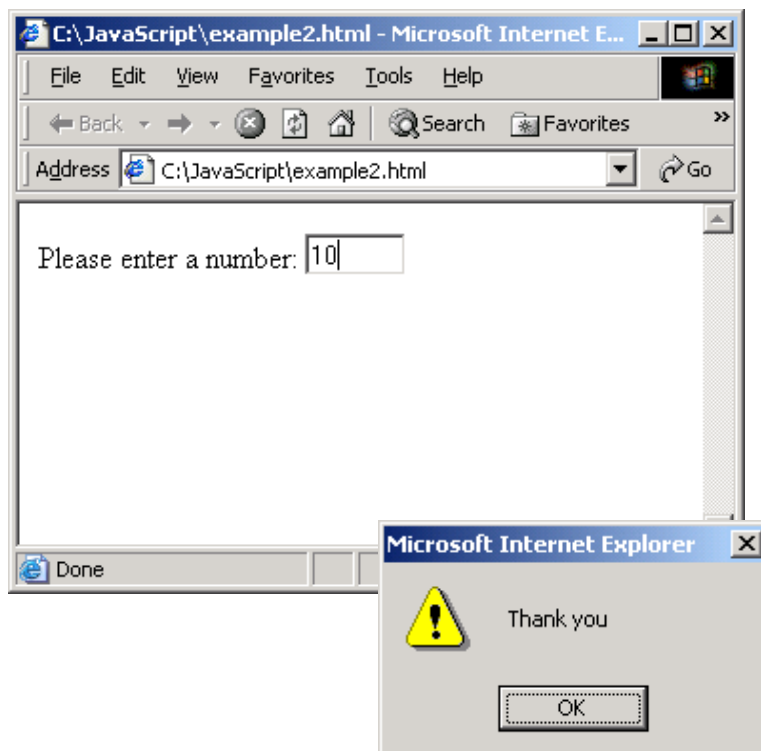 C:\JavaScript\example2.html - Microsoft Internet E...
File Edit View Favorites Tools Help
Back Search Favorites »
Address C:\JavaScript\example2.html Go
Please enter a number: 10
Done
Microsoft Internet Explorer
Thank you
OK